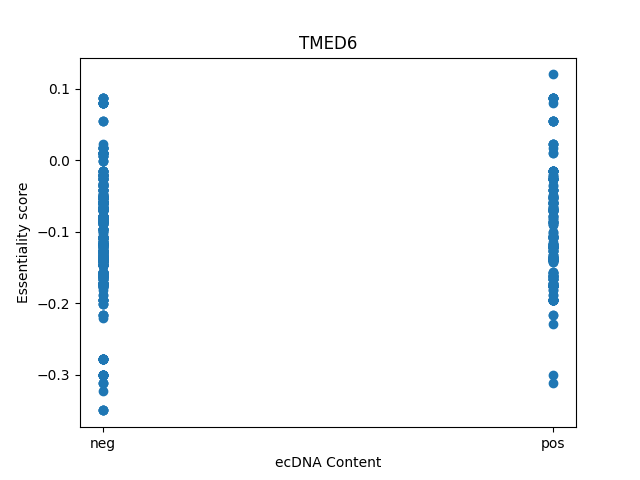 TMED6
0.1
0.0
−0.1
−0.2
−0.3
Essentiality score
neg
pos
ecDNA Content